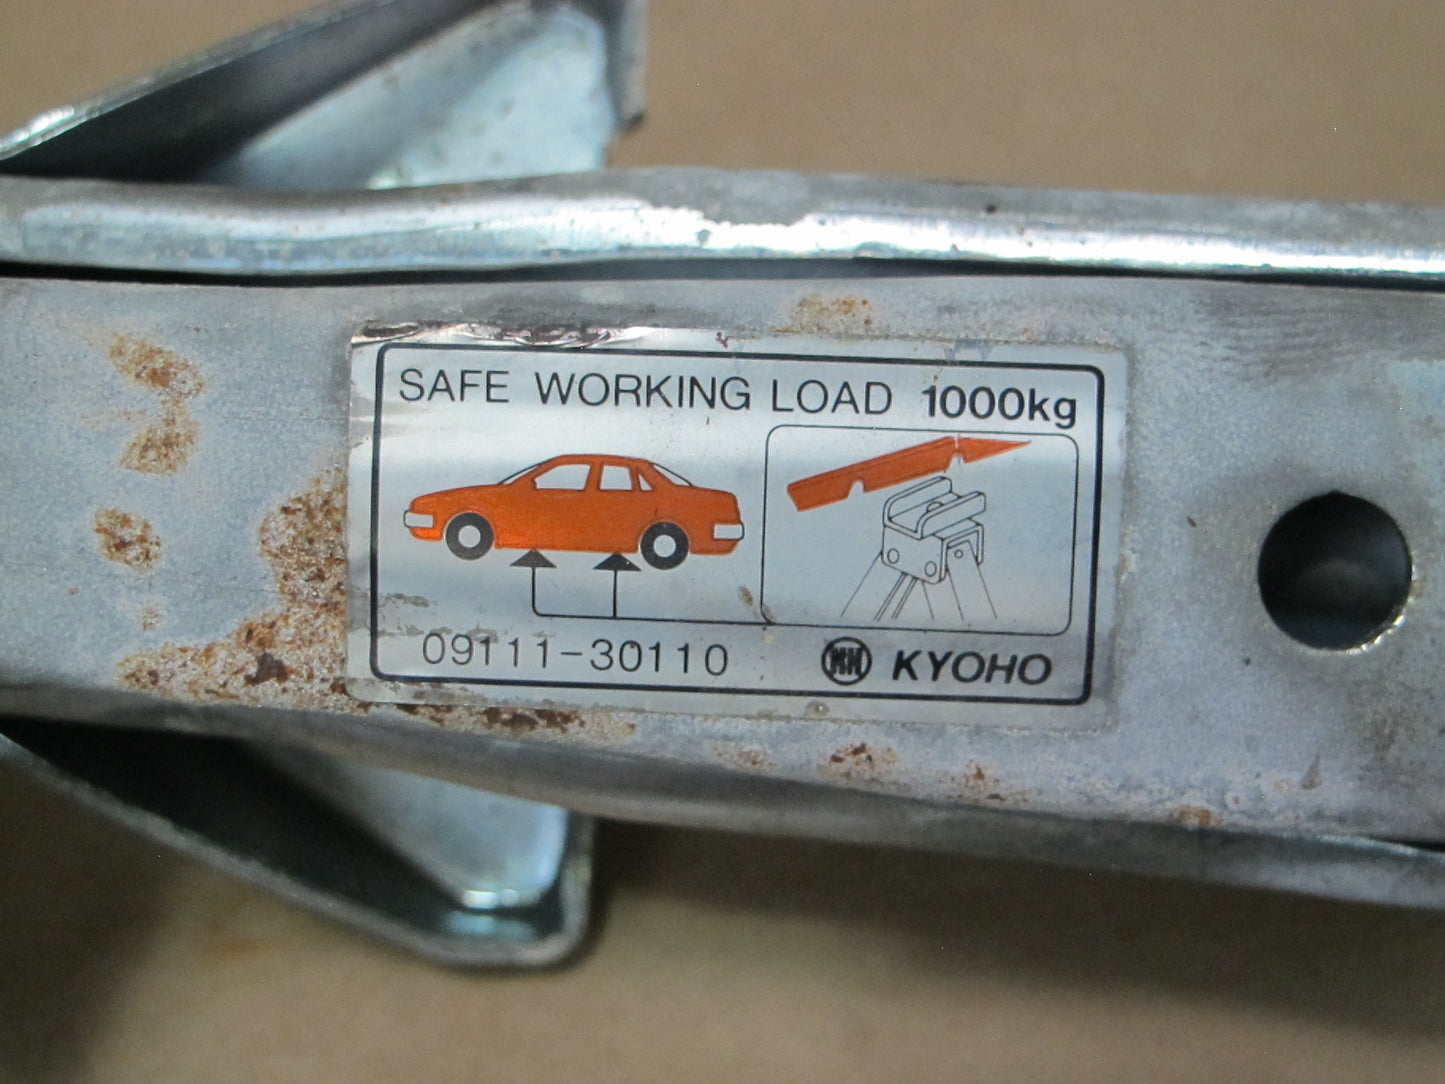 SAFE WORKING LOAD 1000kg
09111-30110
KYOHO